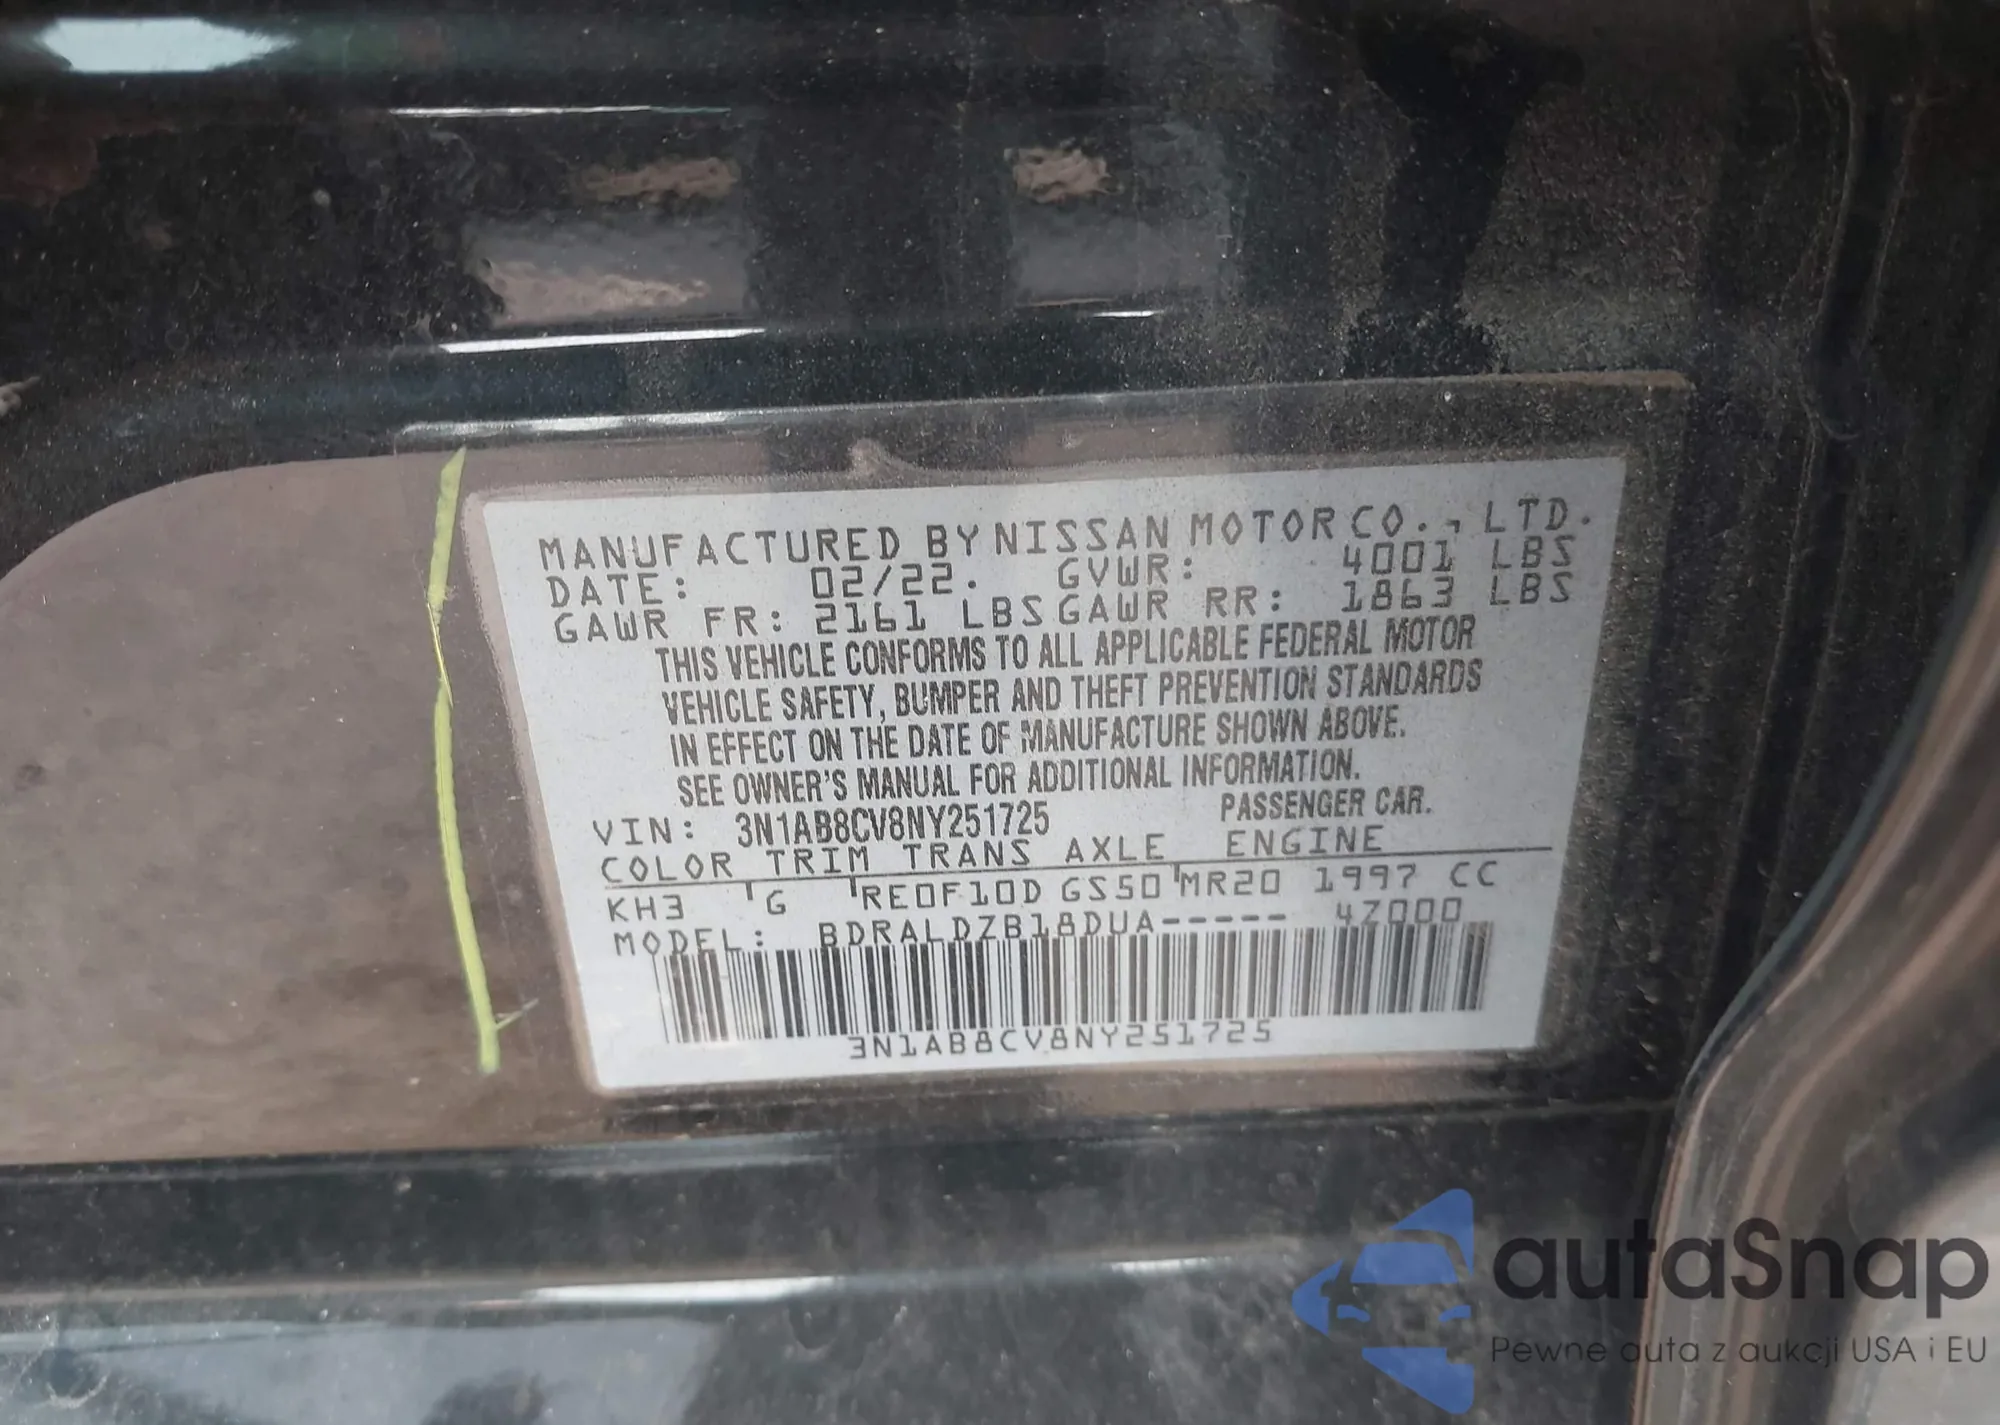 MANUFACTURED BY NISSAN MOTOR CO., LTD.
DATE: 02/22. GVWR: 4001 LBS
GAWR FR: 2161 LBS GAWR RR: 1863 LBS
THIS VEHICLE CONFORMS TO ALL APPLICABLE FEDERAL MOTOR
VEHICLE SAFETY, BUMPER AND THEFT PREVENTION STANDARDS
IN EFFECT ON THE DATE OF MANUFACTURE SHOWN ABOVE.
SEE OWNER'S MANUAL FOR ADDITIONAL INFORMATION.
VIN: 3N1AB8CV8NY251725 PASSENGER CAR.
COLOR TRIM TRANS AXLE ENGINE
KH3 G RE0F10D GS50 MR20 1997 CC
MODEL: BDRALDZB18DUA----- 4Z000
3N1AB8CV8NY251725
autaSnap
Pewne auta z aukcji USA i EU